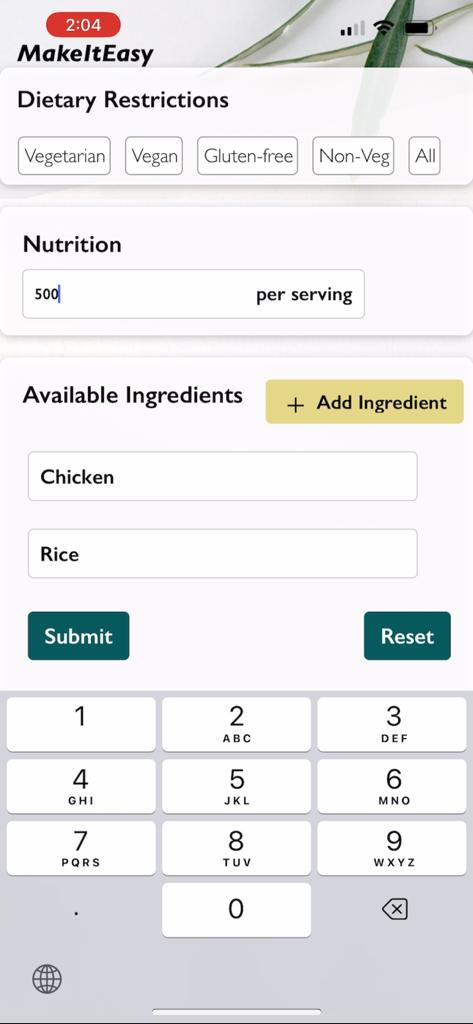 2:04
MakeItEasy
Dietary Restrictions
Vegetarian Vegan Gluten-free Non-Veg All
Nutrition
500 per serving
Available Ingredients + Add Ingredient
Chicken
Rice
Submit Reset
1 2 3
ABC DEF
4 5 6
GHI JKL MNO
7 8 9
PQRS TUV WXYZ
. 0